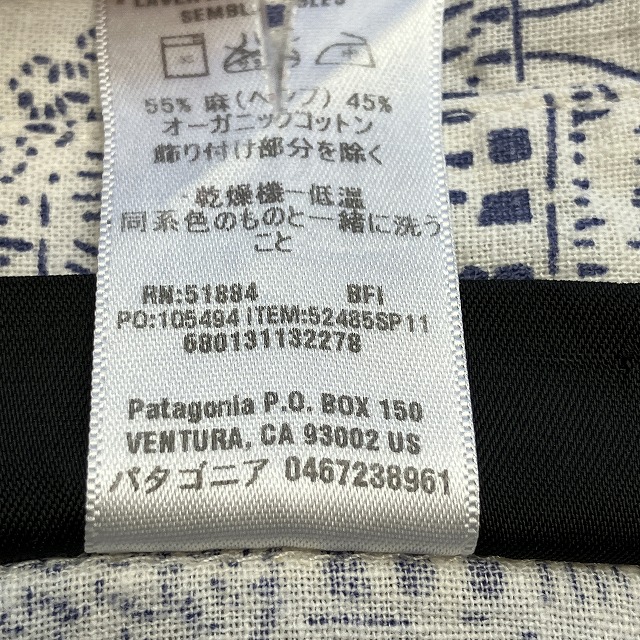 55% 麻(ヘンプ) 45%
オーガニックコットン
飾り付け部分を除く
乾燥機-低温
同系色のものと一緒に洗う
こと
RN:51884 BFI
PO:105494 ITEM:52485SP11
680131132278
Patagonia P.O. BOX 150
VENTURA, CA 93002 US
パタゴニア 0467238961